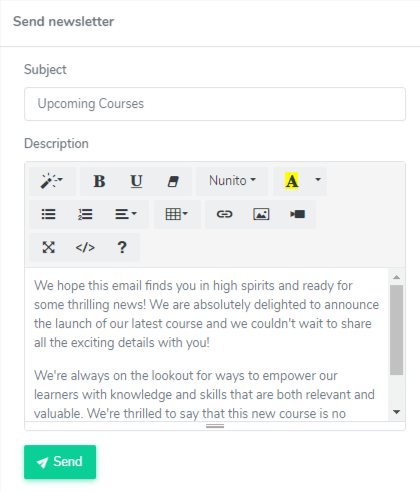 Send newsletter
Subject
Upcoming Courses
Description
B U Nunito A
</> ?
We hope this email finds you in high spirits and ready for
some thrilling news! We are absolutely delighted to announce
the launch of our latest course and we couldn't wait to share
all the exciting details with you!
We're always on the lookout for ways to empower our
learners with knowledge and skills that are both relevant and
valuable. We're thrilled to say that this new course is no
Send